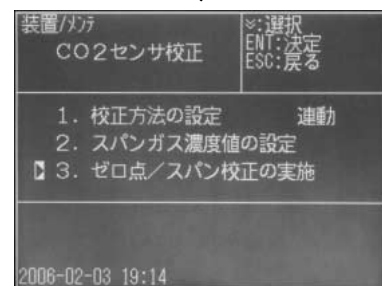 装置/メンテ
CO2センサ校正
≫:選択
ENT:決定
ESC:戻る
1. 校正方法の設定 連動
2. スパンガス濃度値の設定
3. ゼロ点/スパン校正の実施
2006-02-03 19:14